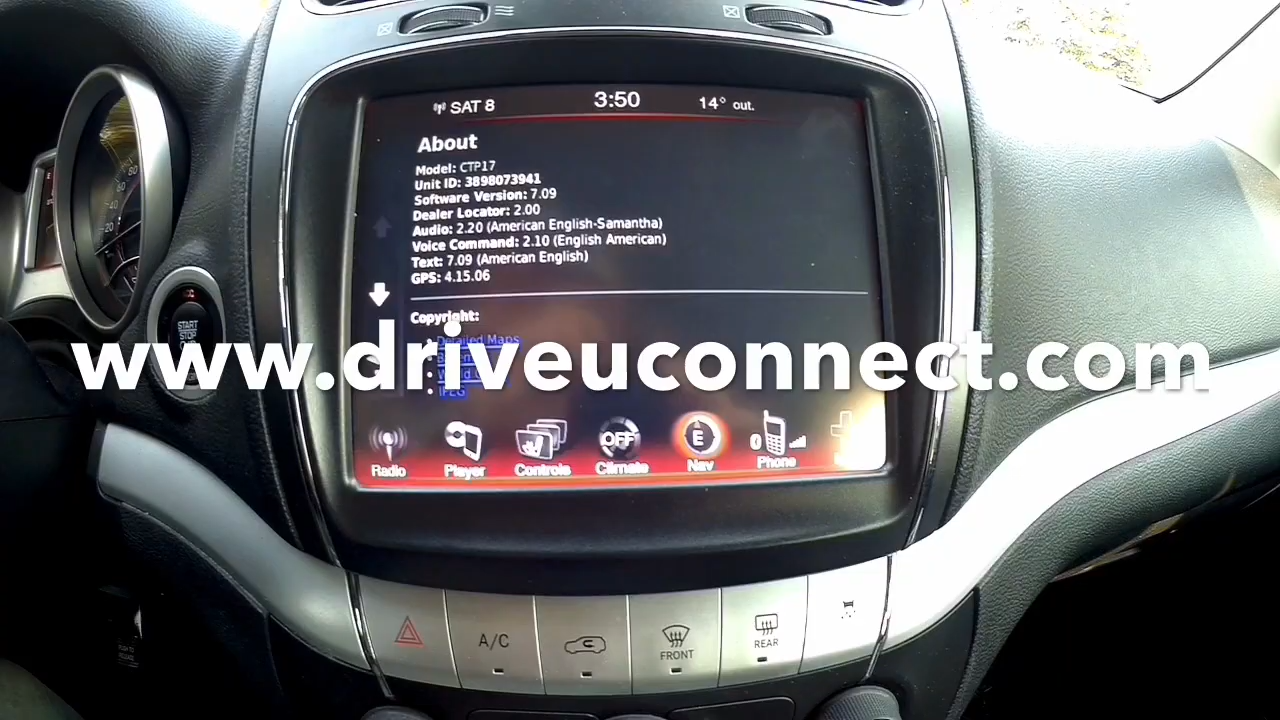 SAT 8 3:50 14° out.
About
Model: CTP17
Unit ID: 3898073941
Software Version: 7.09
Dealer Locator: 2.00
Audio: 2.20 (American English-Samantha)
Voice Command: 2.10 (English American)
Text: 7.09 (American English)
GPS: 4.15.06
Copyright:
Detailed Maps
www.driveuconnect.com
JPEG
START
STOP
OFF E
Radio Player Controls Climate Nav Phone
A/C FRONT REAR